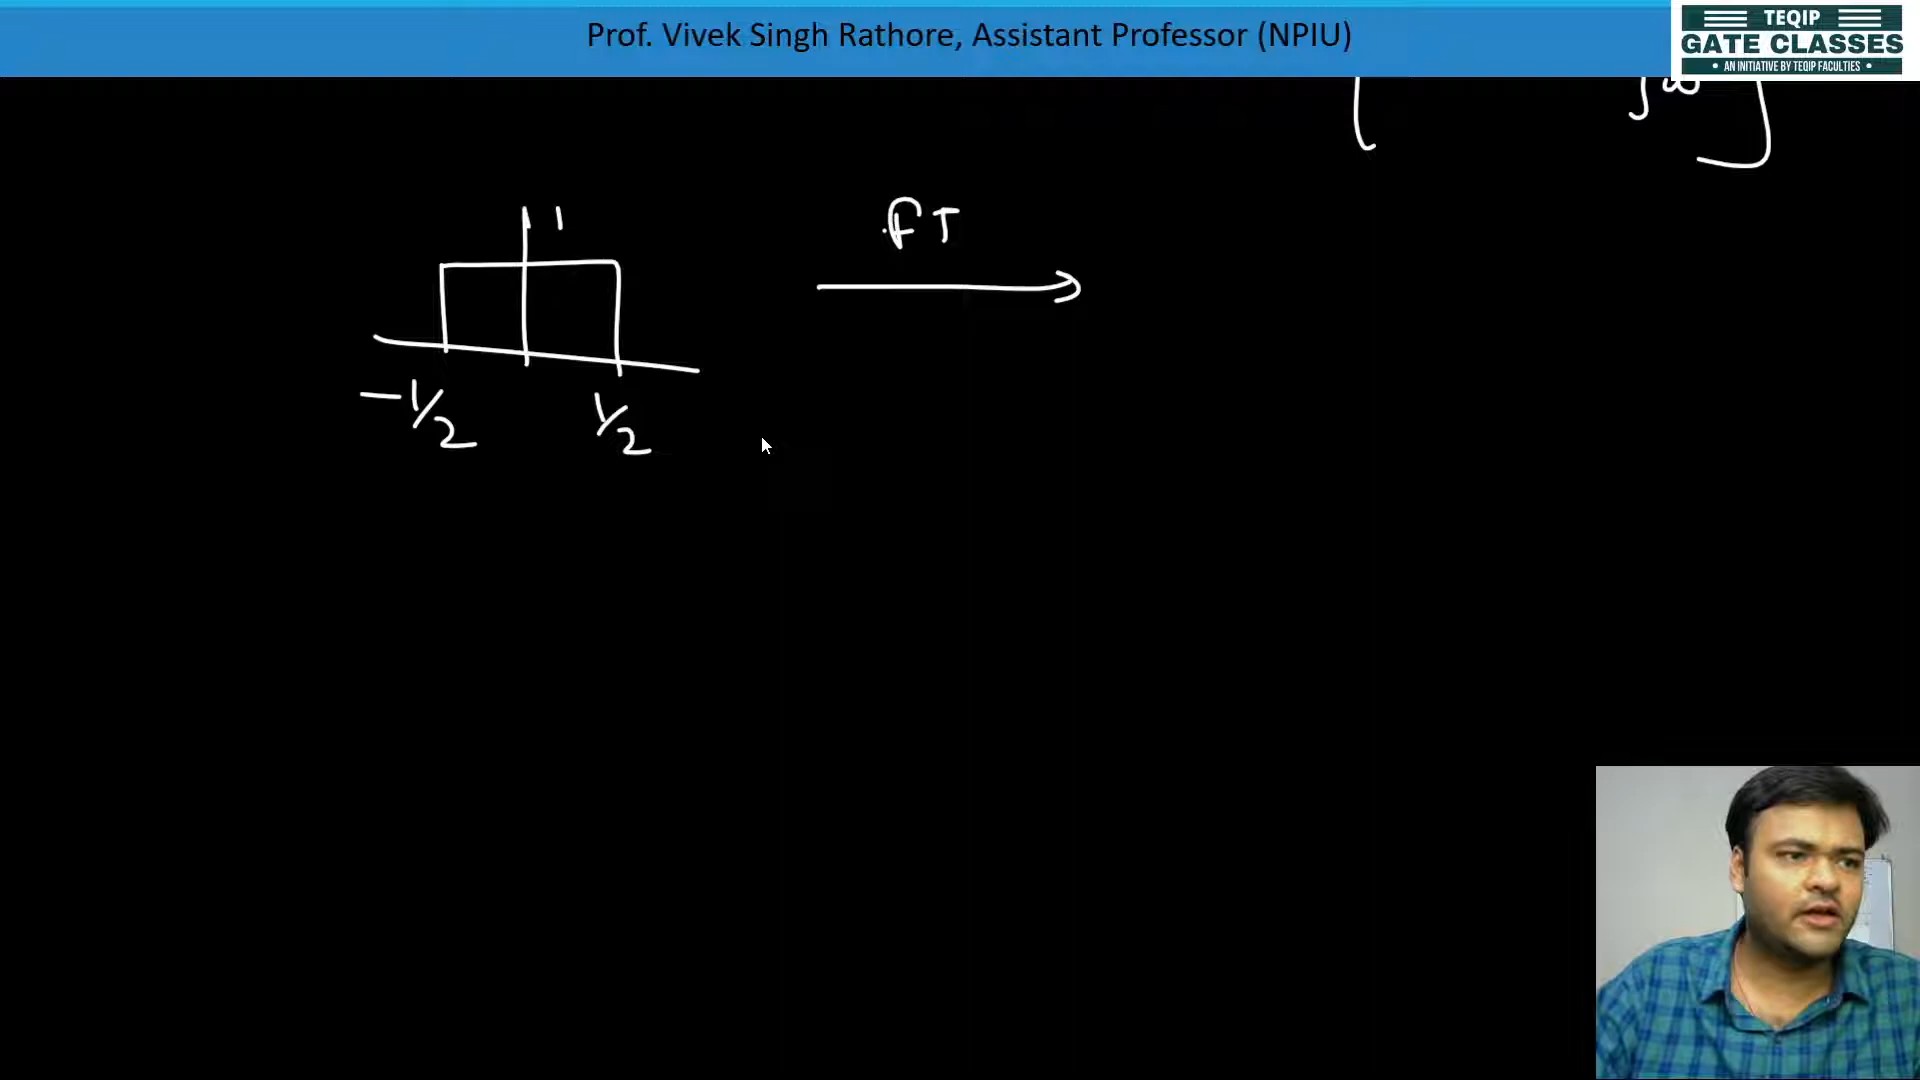 Prof. Vivek Singh Rathore, Assistant Professor (NPIU)
TEQIP
GATE CLASSES
• AN INITIATIVE BY TEQIP FACULTIES •
jω
1
FT
-1/2
1/2